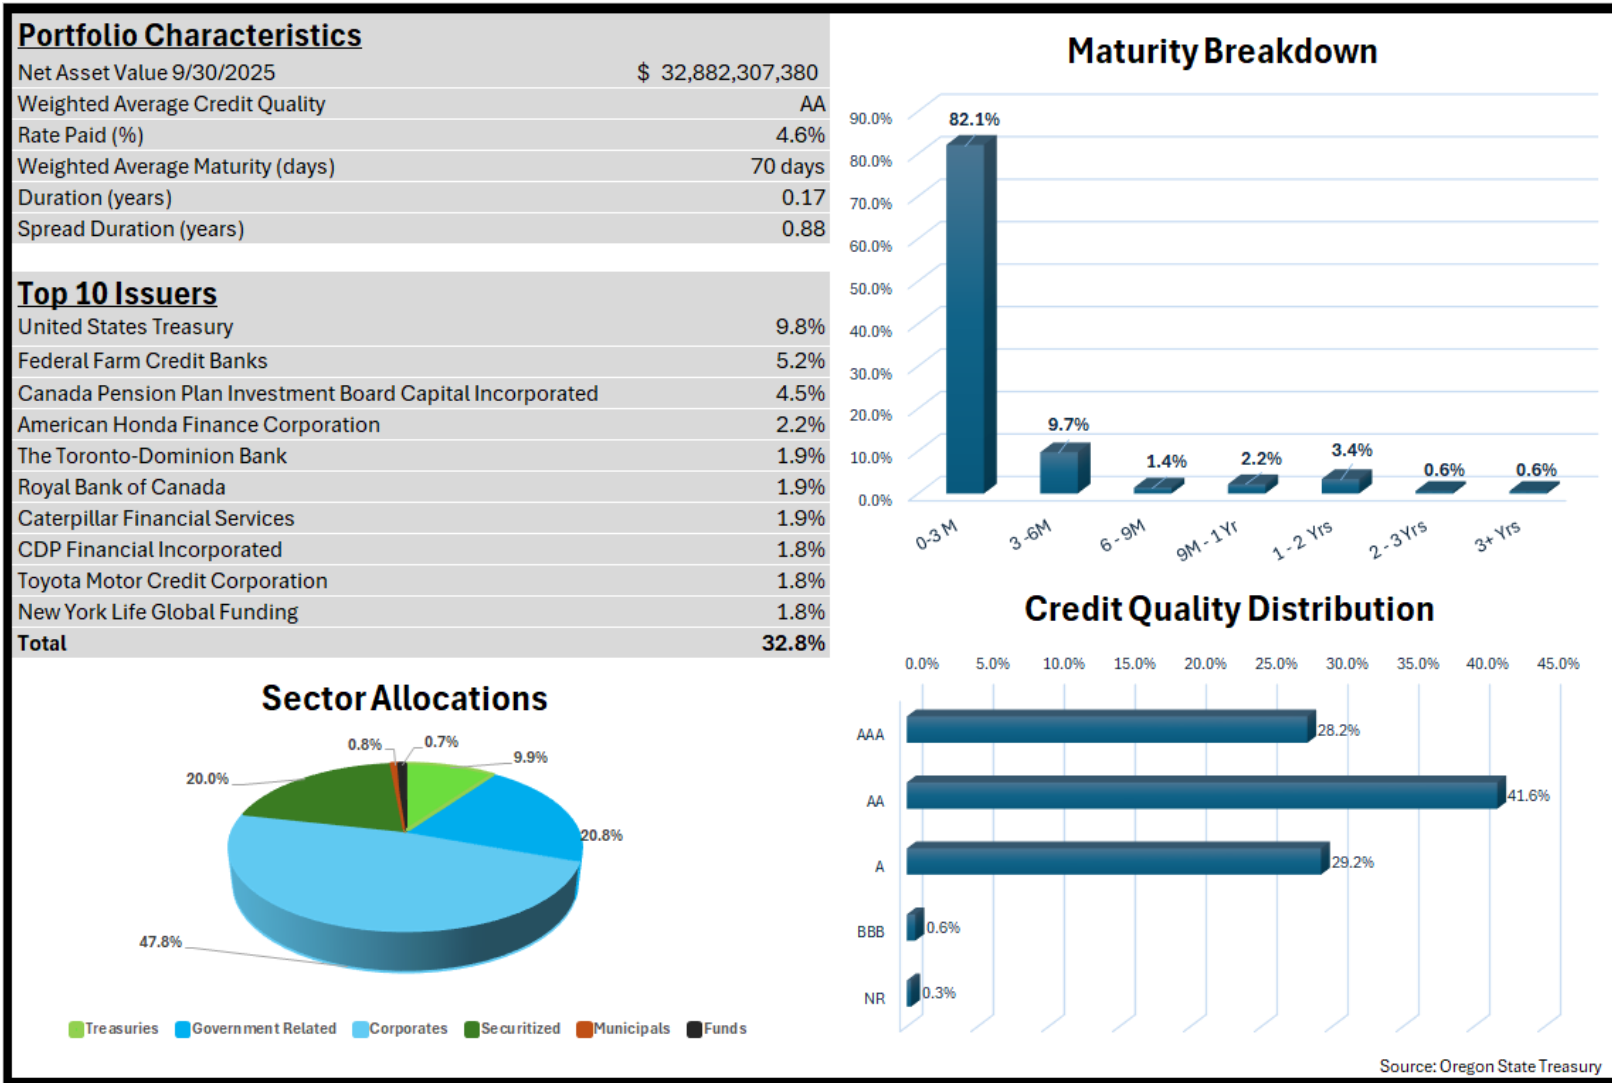 Portfolio Characteristics
Net Asset Value 9/30/2025 $ 32,882,307,380
Weighted Average Credit Quality AA
Rate Paid (%) 4.6%
Weighted Average Maturity (days) 70 days
Duration (years) 0.17
Spread Duration (years) 0.88
Top 10 Issuers
United States Treasury 9.8%
Federal Farm Credit Banks 5.2%
Canada Pension Plan Investment Board Capital Incorporated 4.5%
American Honda Finance Corporation 2.2%
The Toronto-Dominion Bank 1.9%
Royal Bank of Canada 1.9%
Caterpillar Financial Services 1.9%
CDP Financial Incorporated 1.8%
Toyota Motor Credit Corporation 1.8%
New York Life Global Funding 1.8%
Total 32.8%
Sector Allocations
0.8% 0.7%
9.9%
20.0%
20.8%
47.8%
Treasuries Government Related Corporates Securitized Municipals Funds
Maturity Breakdown
90.0%
80.0%
70.0%
60.0%
50.0%
40.0%
30.0%
20.0%
10.0%
0.0%
82.1%
9.7%
1.4%
2.2%
3.4%
0.6%
0.6%
0-3 M
3 -6M
6 - 9M
9M - 1 Yr
1 - 2 Yrs
2 - 3 Yrs
3+ Yrs
Credit Quality Distribution
0.0% 5.0% 10.0% 15.0% 20.0% 25.0% 30.0% 35.0% 40.0% 45.0%
AAA 28.2%
AA 41.6%
A 29.2%
BBB 0.6%
NR 0.3%
Source: Oregon State Treasury